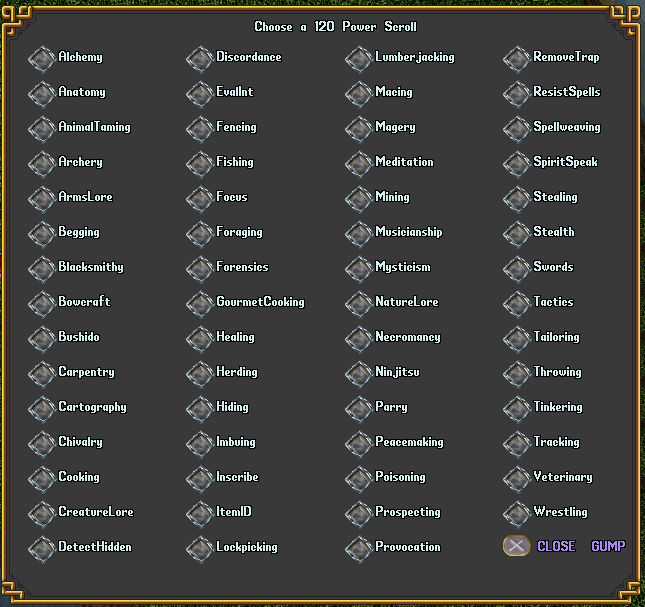 Choose a 120 Power Scroll
Alchemy Discordance Lumberjacking RemoveTrap
Anatomy EvalInt Macing ResistSpells
AnimalTaming Fencing Magery Spellweaving
Archery Fishing Meditation SpiritSpeak
ArmsLore Focus Mining Stealing
Begging Foraging Musicianship Stealth
Blacksmithy Forensics Mysticism Swords
Bowcraft GourmetCooking NatureLore Tactics
Bushido Healing Necromancy Tailoring
Carpentry Herding Ninjitsu Throwing
Cartography Hiding Parry Tinkering
Chivalry Imbuing Peacemaking Tracking
Cooking Inscribe Poisoning Veterinary
CreatureLore ItemID Prospecting Wrestling
DetectHidden Lockpicking Provocation CLOSE GUMP